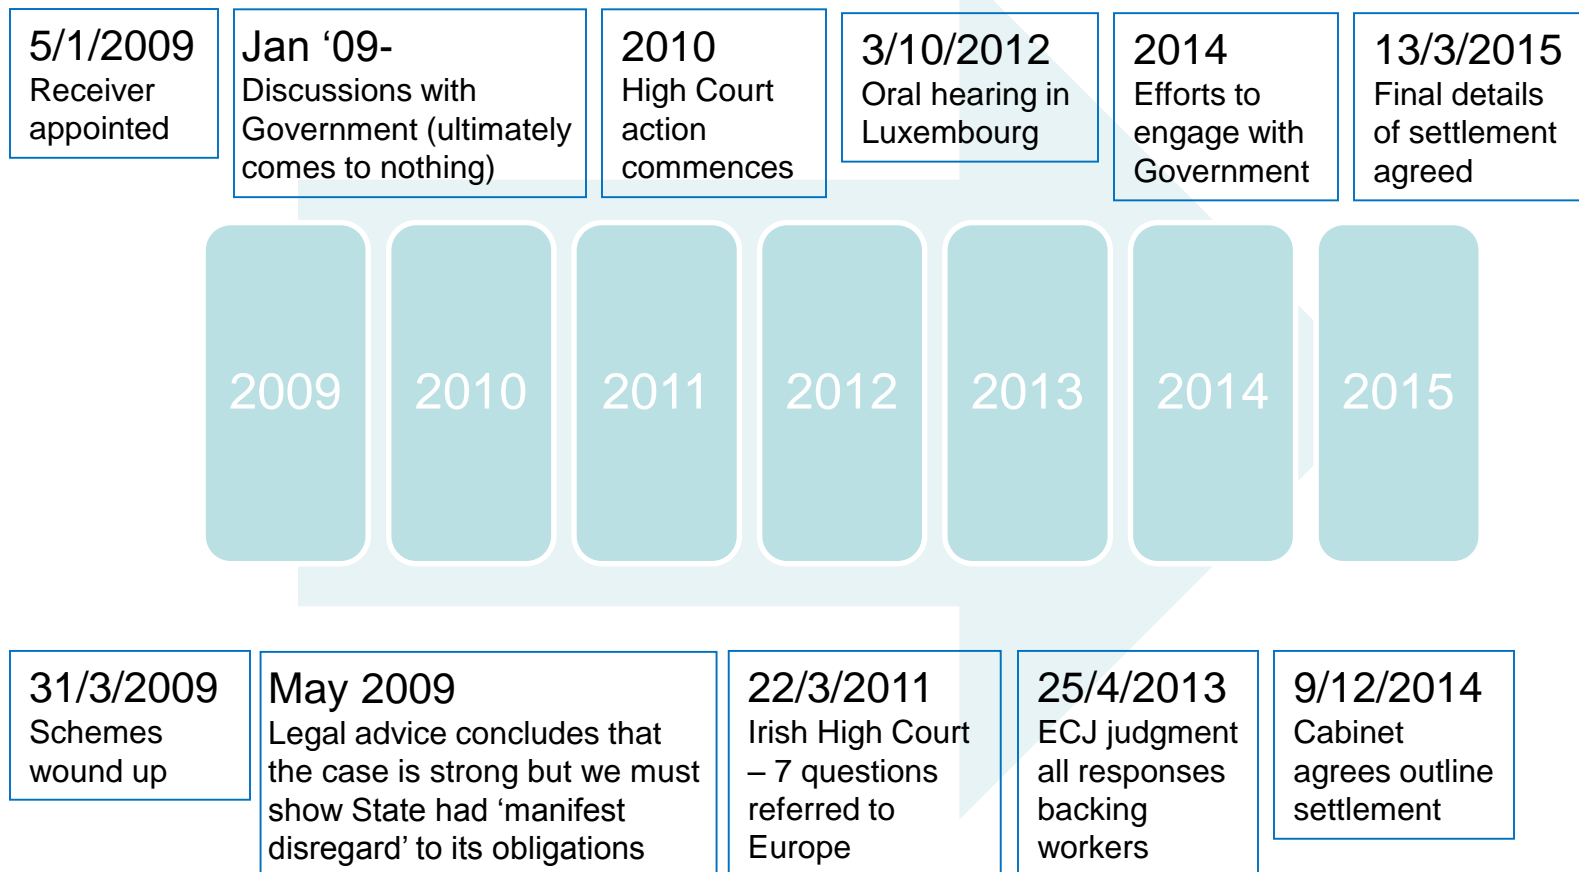 5/1/2009
Receiver
appointed
Jan ‘09-
Discussions with
Government (ultimately
comes to nothing)
2010
High Court
action
commences
3/10/2012
Oral hearing in
Luxembourg
2014
Efforts to
engage with
Government
13/3/2015
Final details
of settlement
agreed
2009
2010
2011
2012
2013
2014
2015
31/3/2009
Schemes
wound up
May 2009
Legal advice concludes that
the case is strong but we must
show State had ‘manifest
disregard’ to its obligations
22/3/2011
Irish High Court
– 7 questions
referred to
Europe
25/4/2013
ECJ judgment
all responses
backing
workers
9/12/2014
Cabinet
agrees outline
settlement